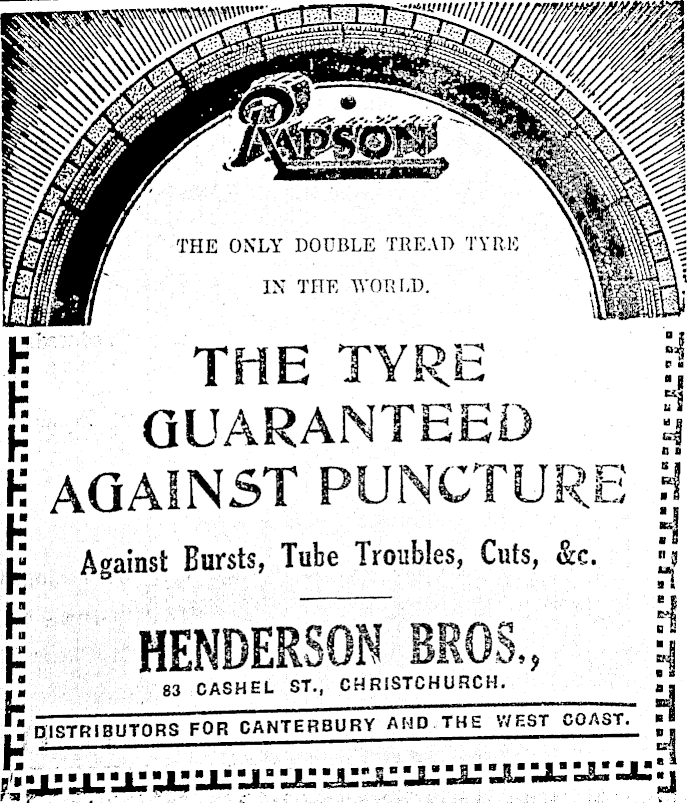 RAPSON
THE ONLY DOUBLE TREAD TYRE
IN THE WORLD.
THE TYRE
GUARANTEED
AGAINST PUNCTURE
Against Bursts, Tube Troubles, Cuts, &c.
HENDERSON BROS.,
83 CASHEL ST., CHRISTCHURCH.
DISTRIBUTORS FOR CANTERBURY AND THE WEST COAST.